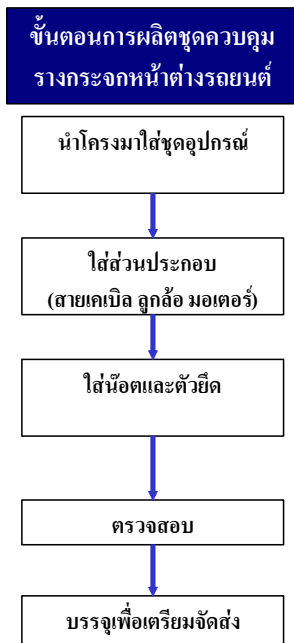 ขั้นตอนการผลิตชุดควบคุม
รางกระจกหน้าต่างรถยนต์
นำโครงมาใส่ชุดอุปกรณ์
ใส่ส่วนประกอบ
(สายเคเบิล ลูกล้อ มอเตอร์)
ใส่น๊อตและตัวยึด
ตรวจสอบ
บรรจุเพื่อเตรียมจัดส่ง